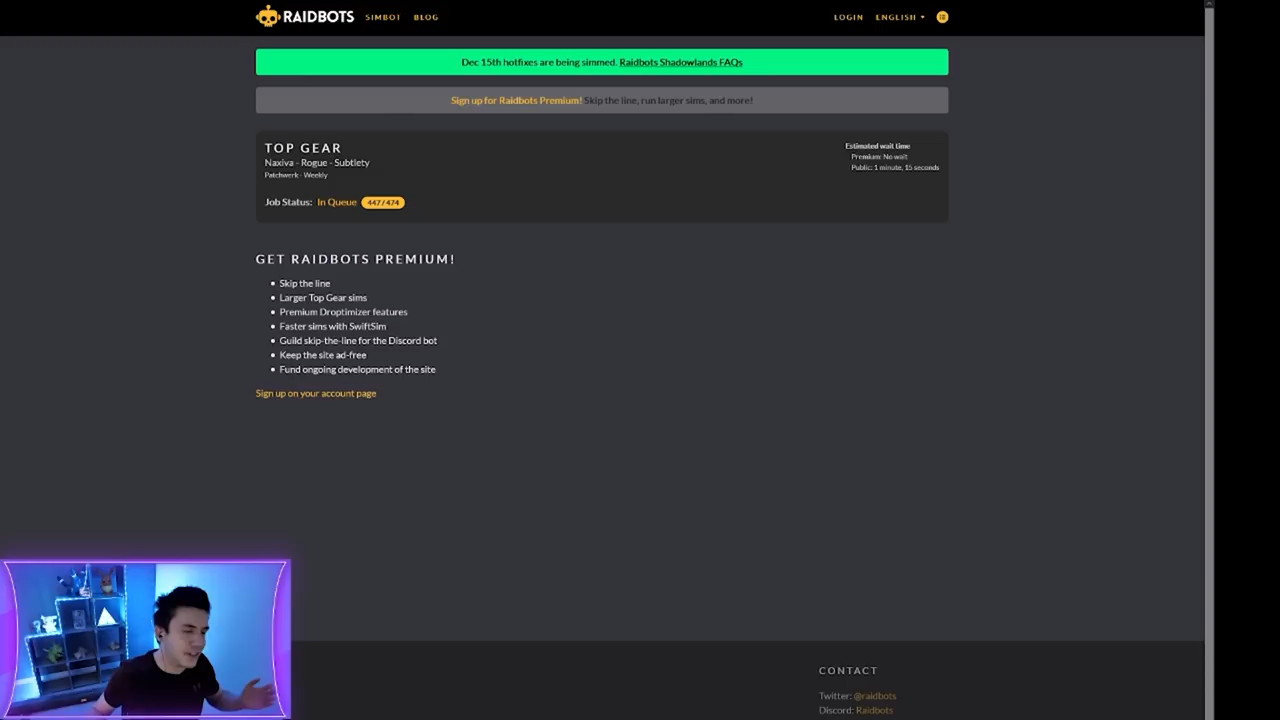 RAIDBOTS SIMBOT BLOG LOGIN ENGLISH
Dec 15th hotfixes are being simmed. Raidbots Shadowlands FAQs
Sign up for Raidbots Premium! Skip the line, run larger sims, and more!
TOP GEAR
Naxiva - Rogue - Subtlety
Patchwerk - Weekly
Estimated wait time
Premium: No wait
Public: 1 minute, 15 seconds
Job Status: In Queue 447 / 474
GET RAIDBOTS PREMIUM!
Skip the line
Larger Top Gear sims
Premium Droptimizer features
Faster sims with SwiftSim
Guild skip-the-line for the Discord bot
Keep the site ad-free
Fund ongoing development of the site
Sign up on your account page
CONTACT
Twitter: @raidbots
Discord: Raidbots